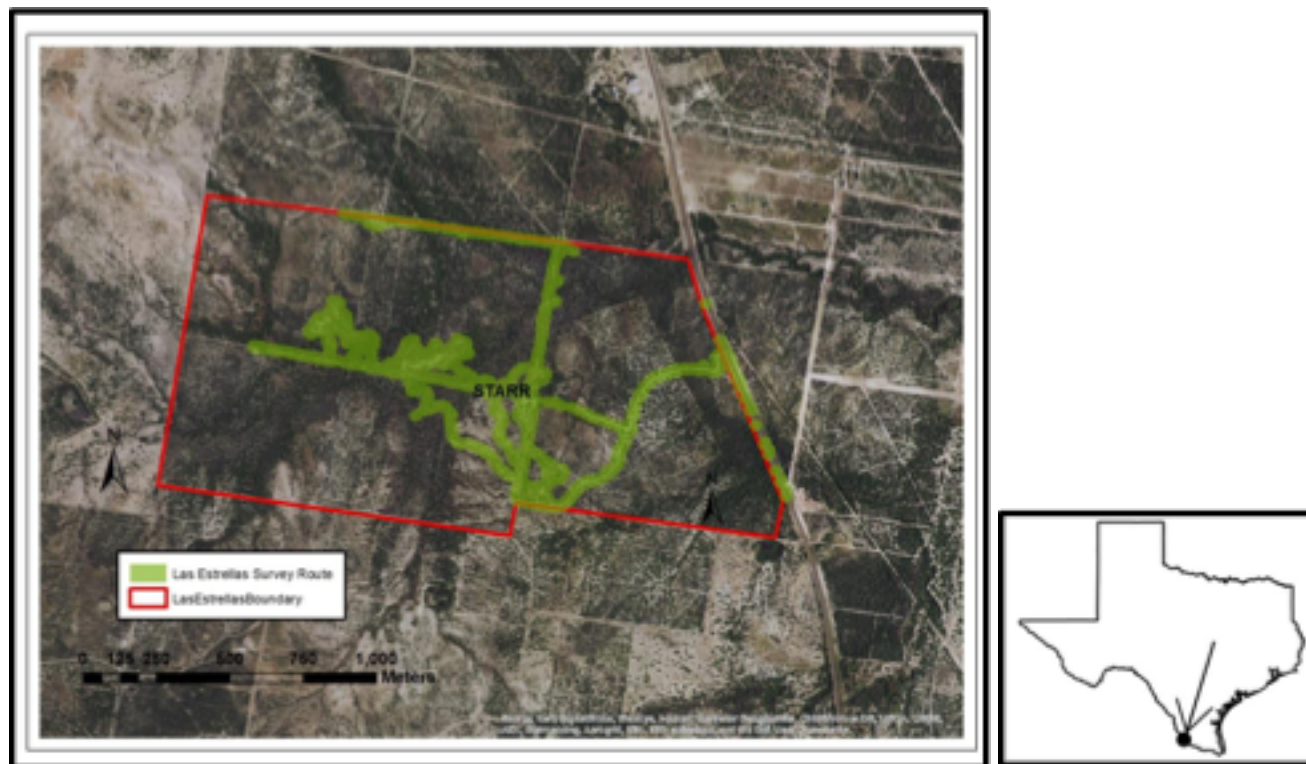 STARR
N
N
Las Estrellas Survey Route
LasEstrellasBoundary
0 125 250 500 750 1,000
Meters